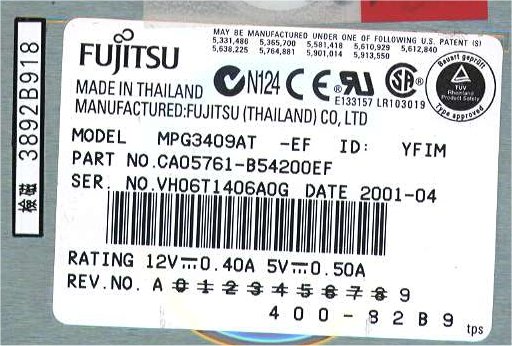 MAY BE MANUFACTURED UNDER ONE OF FOLLOWING U.S. PATENT (S)
5,331,486 5,365,700 5,581,418 5,610,929 5,612,840
5,638,225 5,764,881 5,901,014 5,913,550
FUJITSU
N124 CE
E133157 LR103019
Bauart geprüft
TÜV
Rheinland
Product Safety
Type approved
MADE IN THAILAND
MANUFACTURED:FUJITSU (THAILAND) CO, LTD
MODEL MPG3409AT -EF ID: YFIM
PART NO.CA05761-B54200EF
SER. NO.VH06T1406A0G DATE 2001-04
RATING 12V⎓0.40A 5V⎓0.50A
REV.NO. A 0 1 2 3 4 5 6 7 8 9
400-82B9
tps
検磁 3892B918